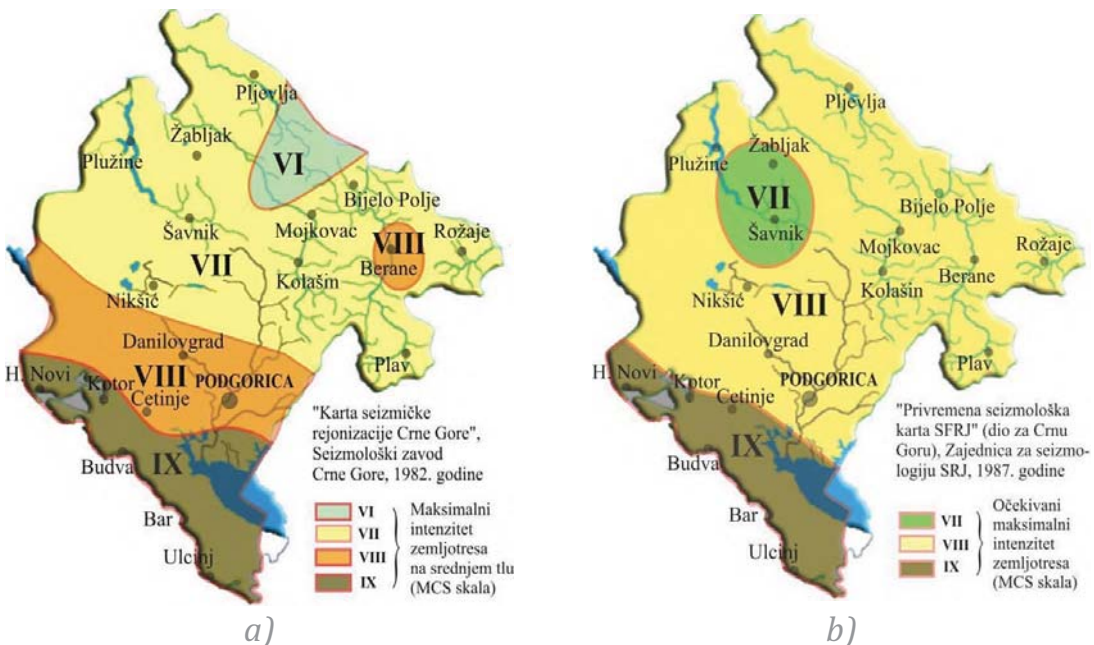 Pljevlja
Žabljak
Plužine
VI
Bijelo Polje
Mojkovac
VIII
Rožaje
Šavnik
Berane
VII
Kolašin
Nikšić
Danilovgrad
Plav
VIII
H. Novi
Kotor
PODGORICA
Cetinje
IX
Budva
Bar
Ulcinj
"Karta seizmičke
rejonizacije Crne Gore",
Seizmološki zavod
Crne Gore, 1982. godine
VI
VII
VIII
IX
Maksimalni
intenzitet
zemljotresa
na srednjem tlu
(MCS skala)
a)
Pljevlja
Žabljak
Plužine
VII
Bijelo Polje
Šavnik
Mojkovac
Rožaje
Berane
Kolašin
Nikšić
VIII
Danilovgrad
Plav
H. Novi
Kotor
PODGORICA
Cetinje
IX
Budva
Bar
Ulcinj
"Privremena seizmološka
karta SFRJ" (dio za Crnu
Goru), Zajednica za seizmo-
logiju SRJ, 1987. godine
VII
VIII
IX
Očekivani
maksimalni
intenzitet
zemljotresa
(MCS skala)
b)